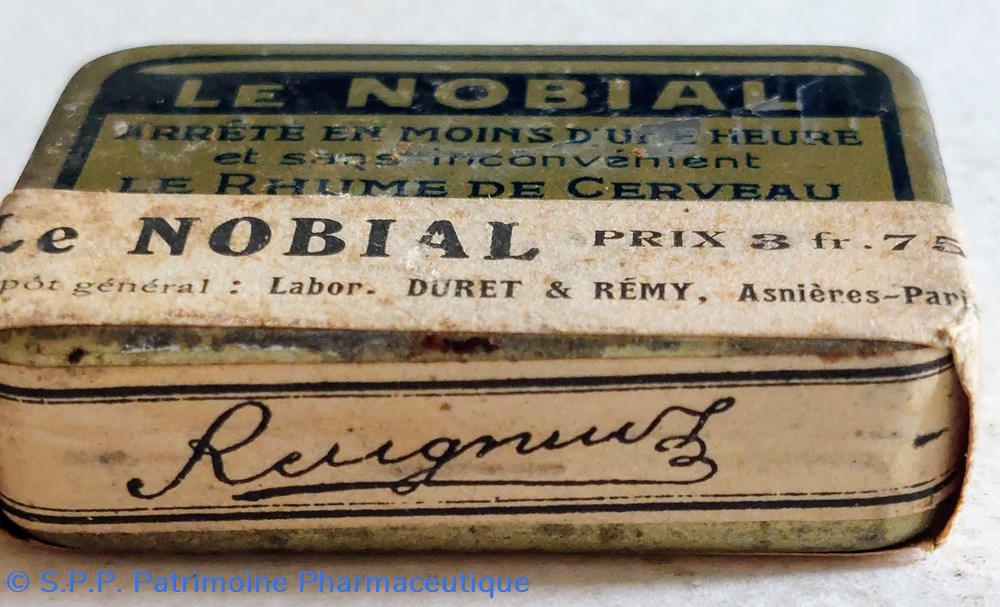 LE NOBIAL
ARRÊTE EN MOINS D'UNE HEURE
et sans inconvénient
LE RHUME DE CERVEAU
Le NOBIAL PRIX 3 fr. 75
pôt général : Labor. DURET & RÉMY, Asnières-Pari
© S.P.P. Patrimoine Pharmaceutique